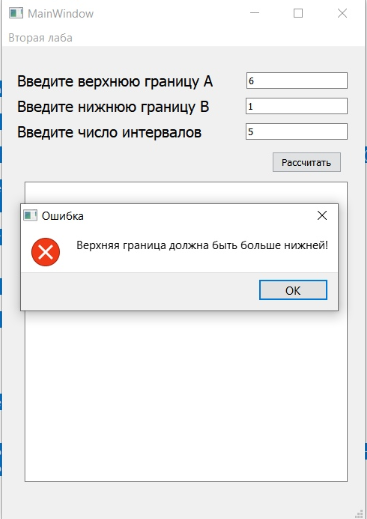 MainWindow
Вторая лаба
Введите верхнюю границу А 6
Введите нижнюю границу В 1
Введите число интервалов 5
Рассчитать
Ошибка
Верхняя граница должна быть больше нижней!
OK